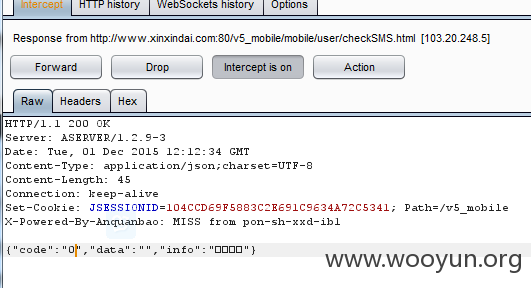 Intercept HTTP history WebSockets history Options
Response from http://www.xinxindai.com:80/v5_mobile/mobile/user/checkSMS.html [103.20.248.5]
Forward Drop Intercept is on Action
Raw Headers Hex
HTTP/1.1 200 OK
Server: ASERVER/1.2.9-3
Date: Tue, 01 Dec 2015 12:12:34 GMT
Content-Type: application/json;charset=UTF-8
Content-Length: 45
Connection: keep-alive
Set-Cookie: JSESSIONID=104CCD69F5883C2E691C9634A72C5341; Path=/v5_mobile
X-Powered-By-Anquanbao: MISS from pon-sh-xxd-ibl
{"code":"0","data":"","info":"□□□□"}
www.wooyun.org